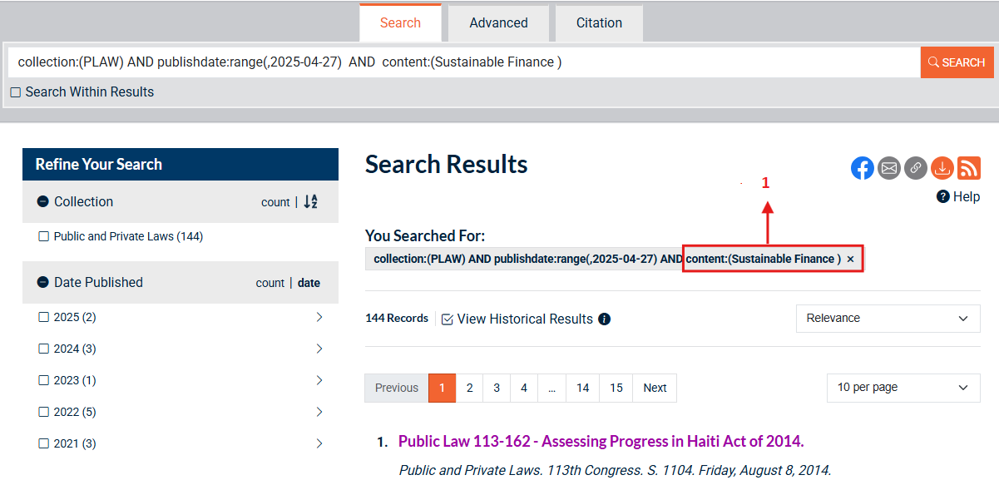 Search
Advanced
Citation
collection:(PLAW) AND publishdate:range(,2025-04-27) AND content:(Sustainable Finance )
SEARCH
Search Within Results
Refine Your Search
Collection
count |
Public and Private Laws (144)
Date Published
count | date
2025 (2)
2024 (3)
2023 (1)
2022 (5)
2021 (3)
Search Results
1
Help
You Searched For:
collection:(PLAW) AND publishdate:range(,2025-04-27) AND content:(Sustainable Finance ) ×
144 Records
View Historical Results
Relevance
Previous 1 2 3 4 ... 14 15 Next
10 per page
1. Public Law 113-162 - Assessing Progress in Haiti Act of 2014.
Public and Private Laws. 113th Congress. S. 1104. Friday, August 8, 2014.